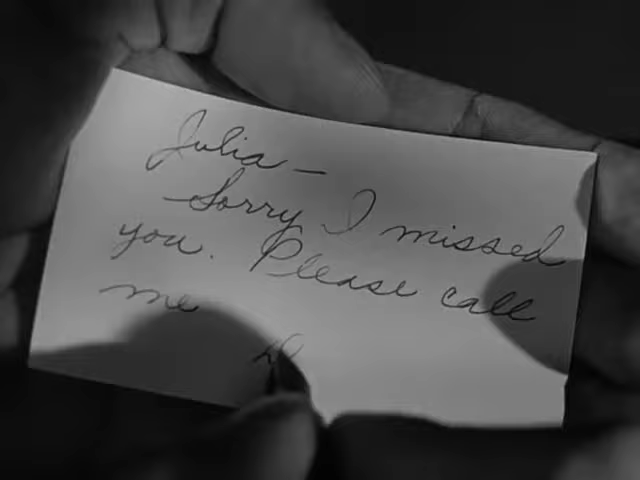 Julia —
Sorry I missed
you. Please call
me